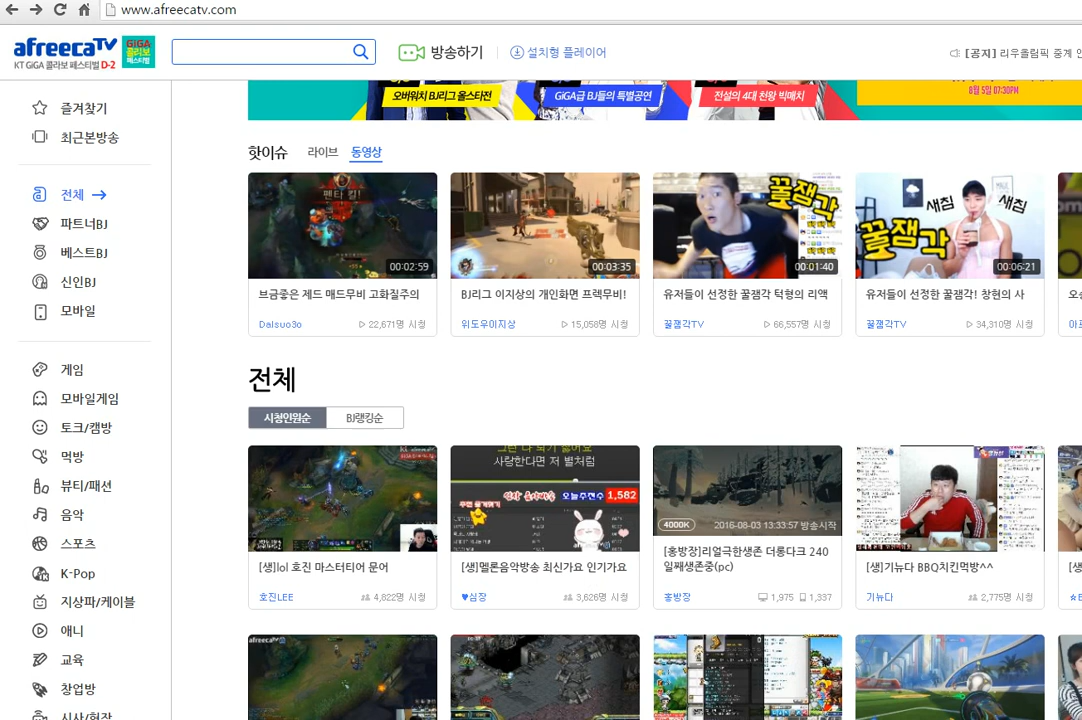 www.afreecatv.com
afreecaTV GiGA 콜라보 페스티벌
KT GiGA 콜라보 페스티벌 D-2
방송하기
설치형 플레이어
[공지] 리우올림픽 중계
즐겨찾기
최근본방송
전체
파트너BJ
베스트BJ
신인BJ
모바일
게임
모바일게임
토크/캠방
먹방
뷰티/패션
음악
스포츠
K-Pop
지상파/케이블
애니
교육
창업방
시사/현장
오버워치 BJ리그 올스타전
GiGA급 BJ들의 특별공연
전설의 4대 천왕 빅매치
8월 5일 07:30PM
핫이슈 라이브 동영상
펜타 킬!
00:02:59
00:03:35
꿀잼각
00:01:40
새침 새침
꿀잼각
00:06:21
브금좋은 제드 매드무비 고화질주의
BJ리그 이지상의 개인화면 프렉무비!
유저들이 선정한 꿀잼각 턱형의 리액
유저들이 선정한 꿀잼각! 창현의 사
Dalsuo3o 22,671명 시청
위도우이지상 15,058명 시청
꿀잼각TV 66,557명 시청
꿀잼각TV 34,310명 시청
전체
시청인원순 BJ랭킹순
사랑한다면 저 별처럼
오늘추천수 1,582
4000K
2016-08-03 13:33:57 방송시작
[생]lol 호진 마스터티어 문어
[생]멜론음악방송 최신가요 인기가요
[홍방장]리얼극한생존 더롱다크 240
일째생존중(pc)
[생]기뉴다 BBQ치킨먹방^^
호진LEE 4,622명 시청
♥심장 3,626명 시청
홍방장 1,975 1,337
기뉴다 2,775명 시청
afreecaTV